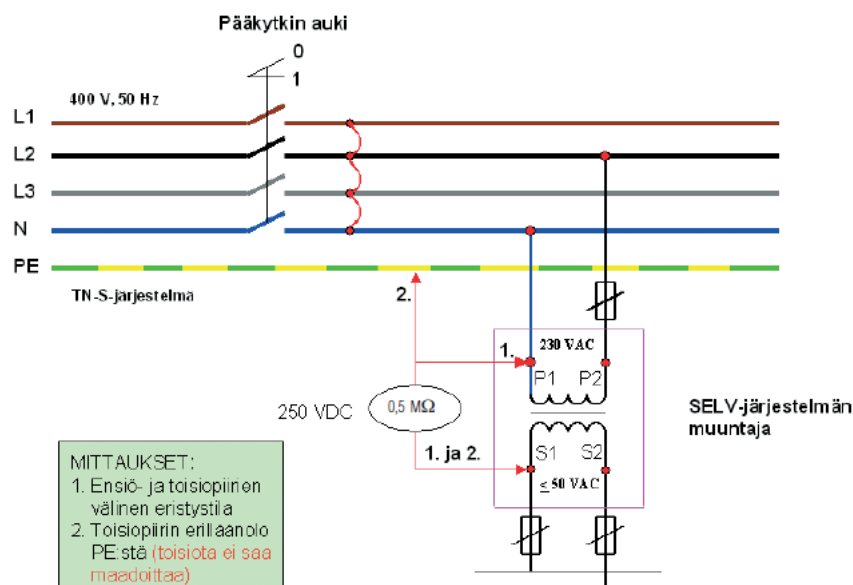 Pääkytkin auki
0
1
400 V, 50 Hz
L1
L2
L3
N
PE
TN-S-järjestelmä
2.
1.
230 VAC
P1 P2
250 VDC
0,5 MΩ
SELV-järjestelmän
muuntaja
S1 S2
1. ja 2.
≤ 50 VAC
MITTAUKSET:
1. Ensiö- ja toisiopiirien
välinen eristystila
2. Toisiopiirin erilläänolo
PE:stä (toisiota ei saa
maadoittaa)